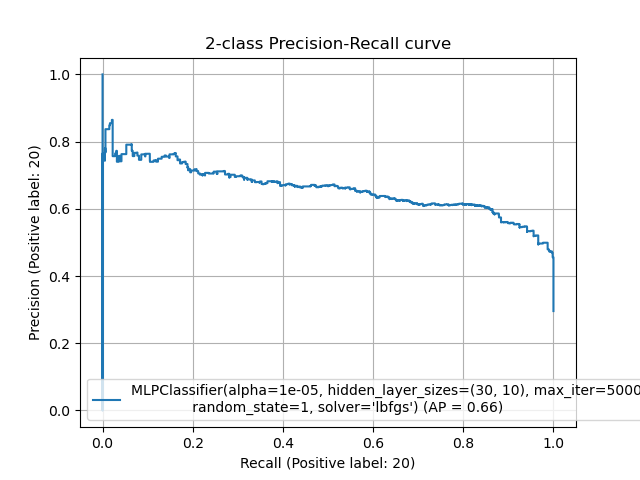 2-class Precision-Recall curve
1.0
0.8
0.6
0.4
0.2
0.0
Precision (Positive label: 20)
MLPClassifier(alpha=1e-05, hidden_layer_sizes=(30, 10), max_iter=5000
random_state=1, solver='lbfgs') (AP = 0.66)
0.0 0.2 0.4 0.6 0.8 1.0
Recall (Positive label: 20)